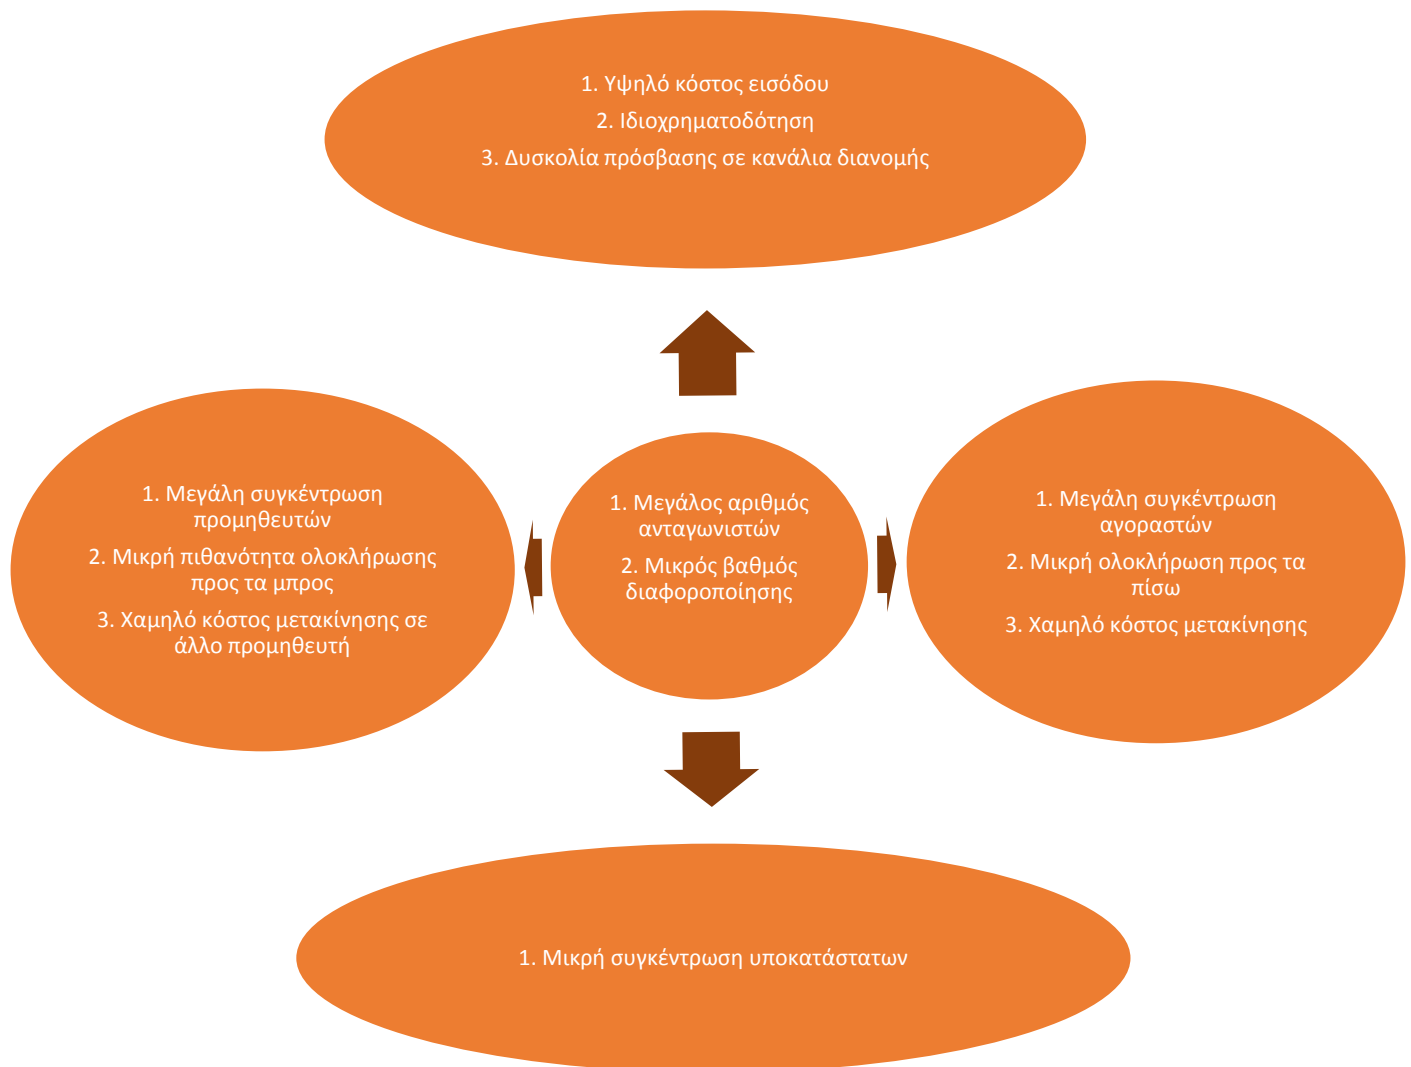 1. Υψηλό κόστος εισόδου
2. Ιδιοχρηματοδότηση
3. Δυσκολία πρόσβασης σε κανάλια διανομής
1. Μεγάλη συγκέντρωση
προμηθευτών
2. Μικρή πιθανότητα ολοκλήρωσης
προς τα μπρος
3. Χαμηλό κόστος μετακίνησης σε
άλλο προμηθευτή
1. Μεγάλος αριθμός
ανταγωνιστών
2. Μικρός βαθμός
διαφοροποίησης
1. Μεγάλη συγκέντρωση
αγοραστών
2. Μικρή ολοκλήρωση προς τα
πίσω
3. Χαμηλό κόστος μετακίνησης
1. Μικρή συγκέντρωση υποκατάστατων